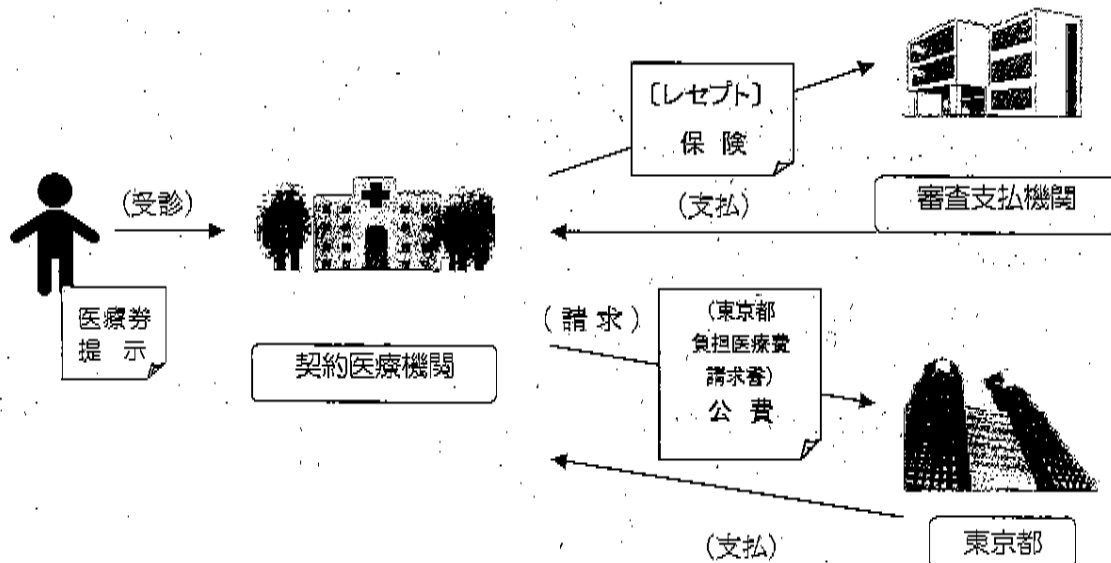 〔レセプト〕
保険
(受診)
(支払)
審査支払機関
医療券
提示
契約医療機関
(請求)
(東京都
負担医療費
請求書)
公費
(支払)
東京都